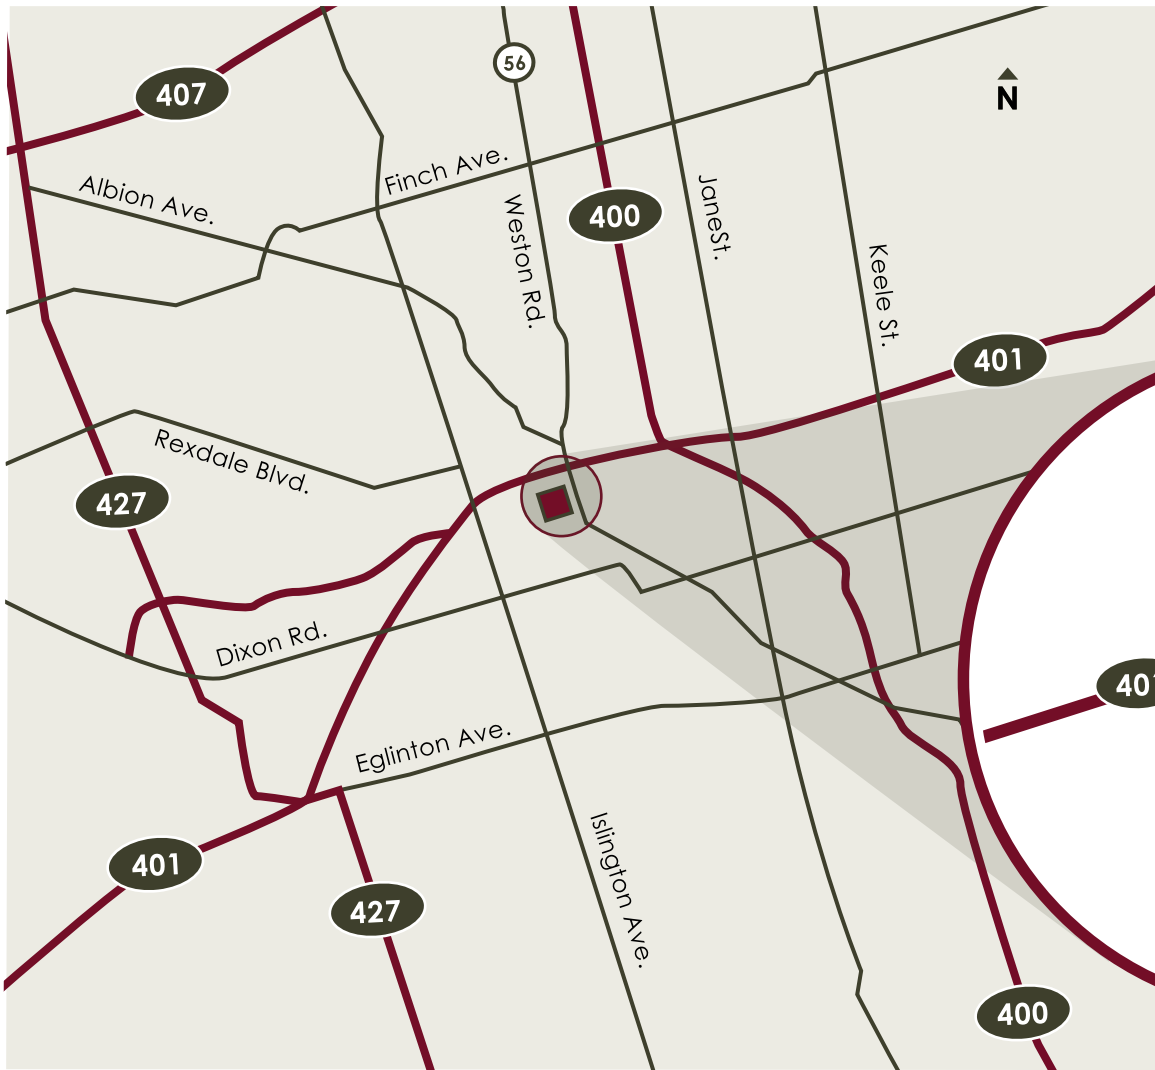 56
407
N
Finch Ave.
Albion Ave.
400
JaneSt.
Weston Rd.
Keele St.
401
Rexdale Blvd.
427
Dixon Rd.
401
Eglinton Ave.
Islington Ave.
401
427
400